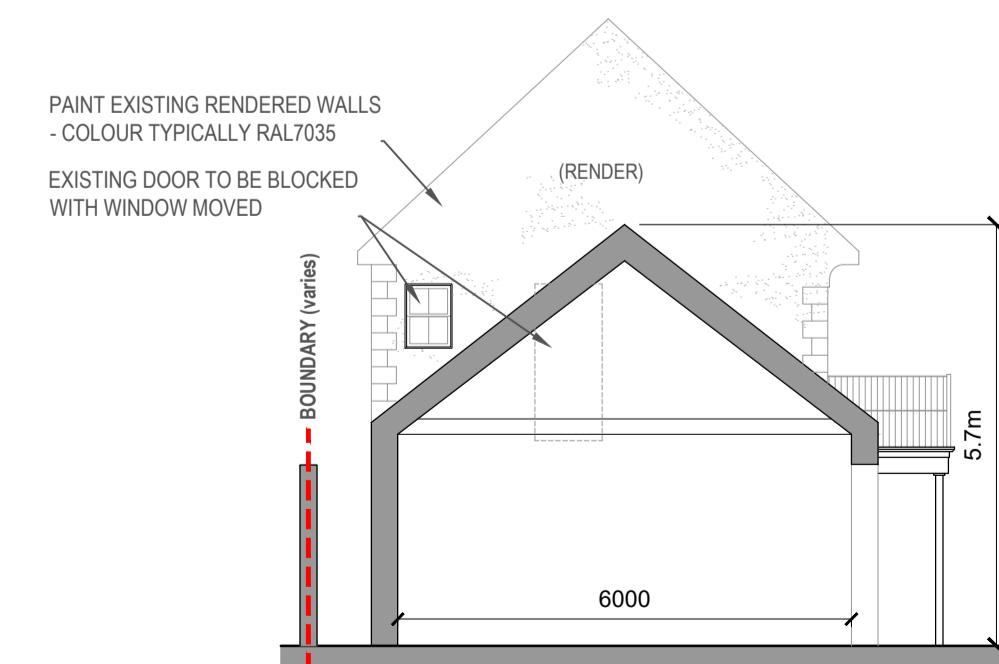 PAINT EXISTING RENDERED WALLS
- COLOUR TYPICALLY RAL7035
EXISTING DOOR TO BE BLOCKED
WITH WINDOW MOVED
(RENDER)
BOUNDARY (varies)
5.7m
6000